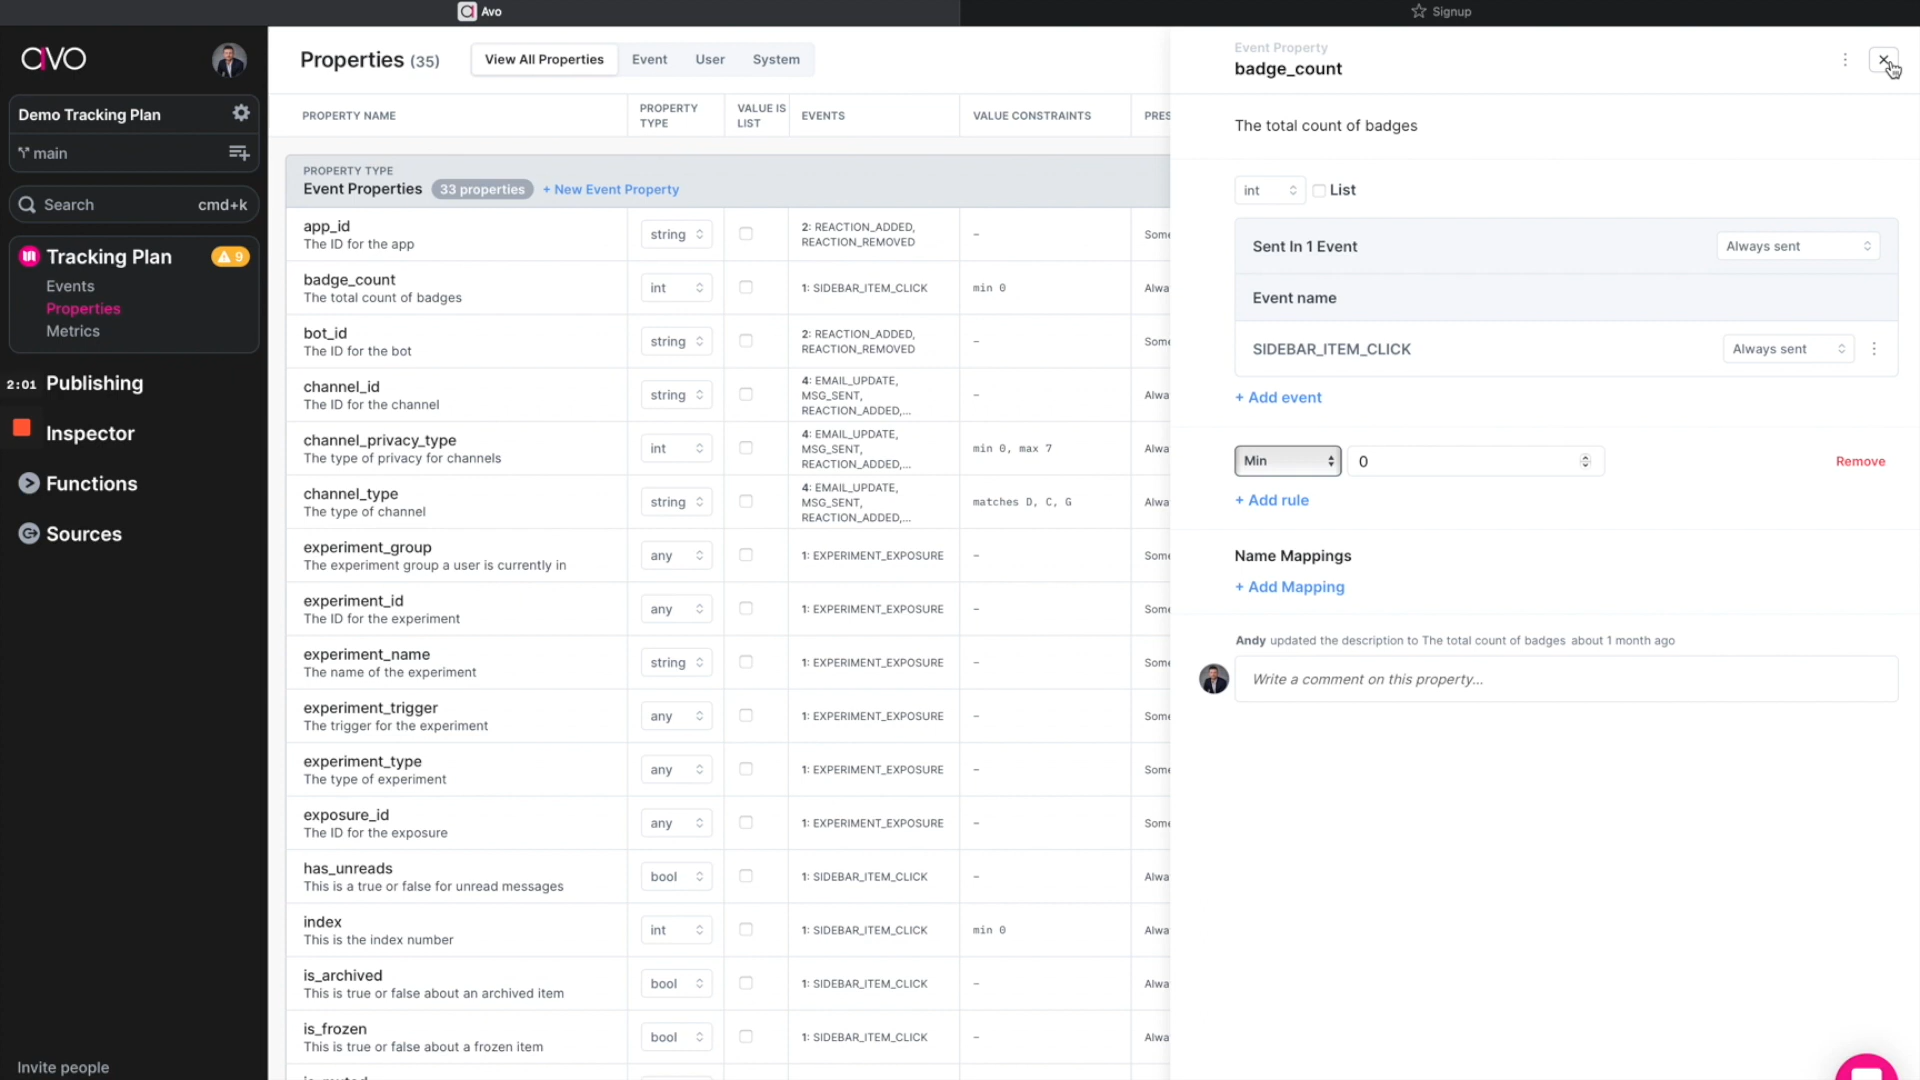 Avo
Signup
avo
Demo Tracking Plan
main
Search cmd+k
Tracking Plan 9
Events
Properties
Metrics
2:01 Publishing
Inspector
Functions
Sources
Invite people
Properties (35)
View All Properties Event User System
PROPERTY NAME
PROPERTY
TYPE
VALUE IS
LIST
EVENTS
VALUE CONSTRAINTS
PRES
PROPERTY TYPE
Event Properties 33 properties + New Event Property
app_id
The ID for the app
string
2: REACTION_ADDED,
REACTION_REMOVED
–
Some
badge_count
The total count of badges
int
1: SIDEBAR_ITEM_CLICK
min 0
Alwa
bot_id
The ID for the bot
string
2: REACTION_ADDED,
REACTION_REMOVED
–
Some
channel_id
The ID for the channel
string
4: EMAIL_UPDATE,
MSG_SENT,
REACTION_ADDED,...
–
Alwa
channel_privacy_type
The type of privacy for channels
int
4: EMAIL_UPDATE,
MSG_SENT,
REACTION_ADDED,...
min 0, max 7
Alwa
channel_type
The type of channel
string
4: EMAIL_UPDATE,
MSG_SENT,
REACTION_ADDED,...
matches D, C, G
Alwa
experiment_group
The experiment group a user is currently in
any
1: EXPERIMENT_EXPOSURE
–
Some
experiment_id
The ID for the experiment
any
1: EXPERIMENT_EXPOSURE
–
Some
experiment_name
The name of the experiment
string
1: EXPERIMENT_EXPOSURE
–
Some
experiment_trigger
The trigger for the experiment
any
1: EXPERIMENT_EXPOSURE
–
Some
experiment_type
The type of experiment
any
1: EXPERIMENT_EXPOSURE
–
Some
exposure_id
The ID for the exposure
any
1: EXPERIMENT_EXPOSURE
–
Some
has_unreads
This is a true or false for unread messages
bool
1: SIDEBAR_ITEM_CLICK
–
Alwa
index
This is the index number
int
1: SIDEBAR_ITEM_CLICK
min 0
Alwa
is_archived
This is true or false about an archived item
bool
1: SIDEBAR_ITEM_CLICK
–
Alwa
is_frozen
This is true or false about a frozen item
bool
1: SIDEBAR_ITEM_CLICK
–
Alwa
Event Property
badge_count
The total count of badges
int List
Sent In 1 Event Always sent
Event name
SIDEBAR_ITEM_CLICK Always sent
+ Add event
Min 0 Remove
+ Add rule
Name Mappings
+ Add Mapping
Andy updated the description to The total count of badges about 1 month ago
Write a comment on this property...